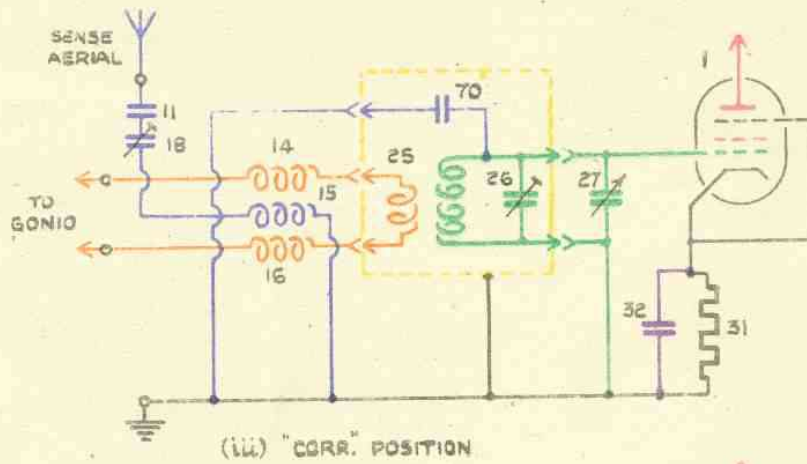 SENSE
AERIAL
11
18
14
15
16
TO
GONIO
25
70
26
27
1
32
31
(iii) "CORR." POSITION